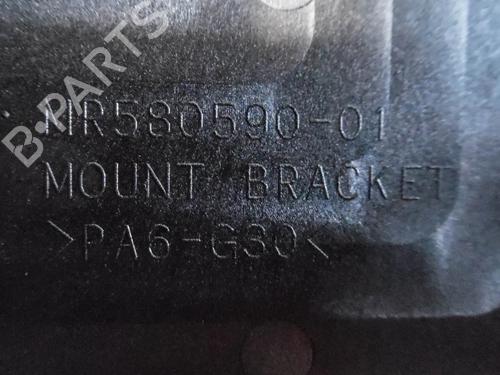 B-PARTS
MR580590-01
MOUNT BRACKET
>PA6-G30<